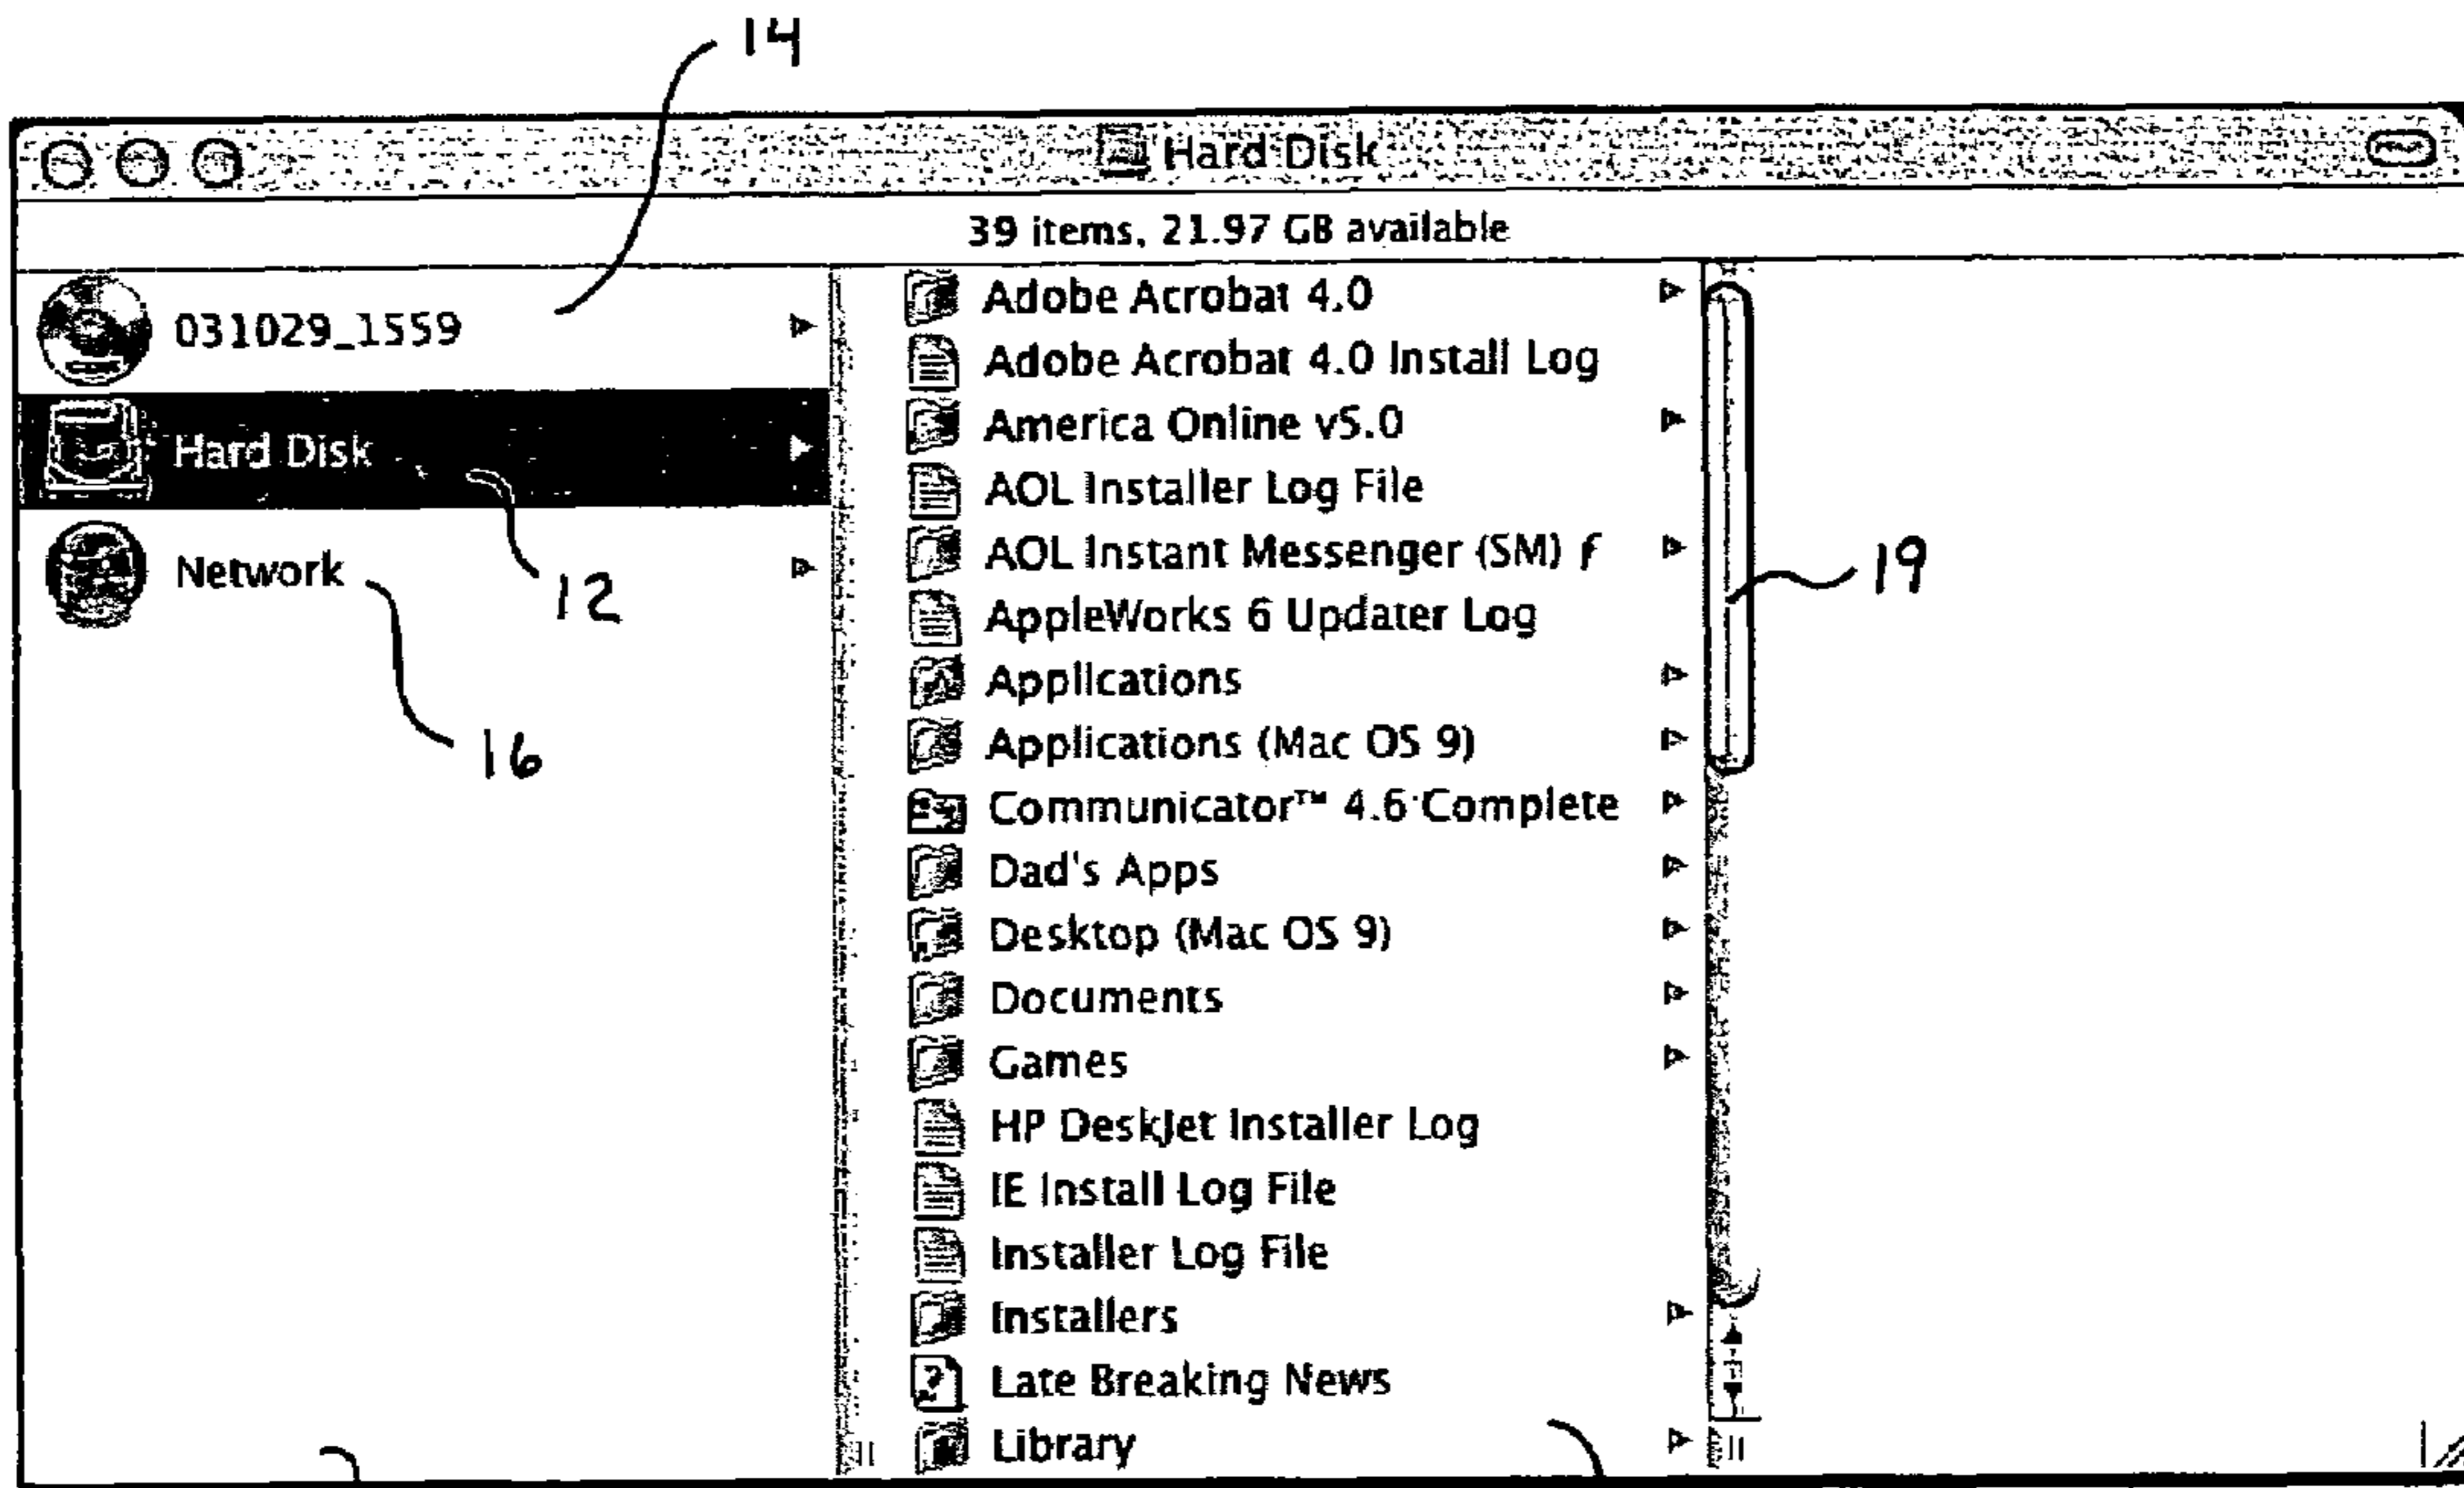 14
Hard Disk
39 items, 21.97 GB available
031029_1559
Hard Disk
12
Network
16
Adobe Acrobat 4.0
Adobe Acrobat 4.0 Install Log
America Online v5.0
AOL Installer Log File
AOL Instant Messenger (SM) ƒ
AppleWorks 6 Updater Log
Applications
Applications (Mac OS 9)
Communicator™ 4.6 Complete
Dad's Apps
Desktop (Mac OS 9)
Documents
Games
HP DeskJet Installer Log
IE Install Log File
Installer Log File
Installers
Late Breaking News
Library
19